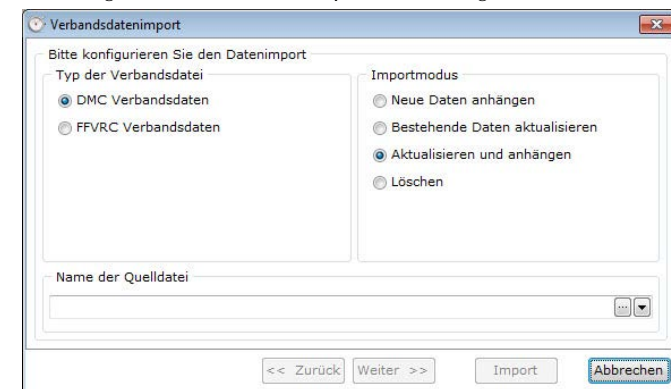 Verbandsdatenimport
Bitte konfigurieren Sie den Datenimport
Typ der Verbandsdatei
DMC Verbandsdaten
FFVRC Verbandsdaten
Importmodus
Neue Daten anhängen
Bestehende Daten aktualisieren
Aktualisieren und anhängen
Löschen
Name der Quelldatei
...
<< Zurück Weiter >> Import Abbrechen